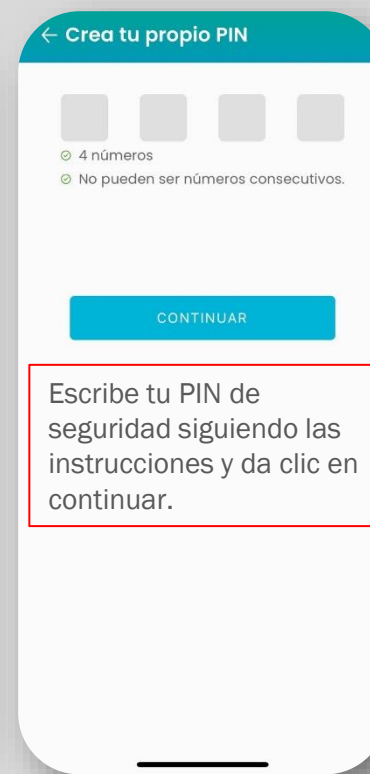 ← Crea tu propio PIN
4 números
No pueden ser números consecutivos.
CONTINUAR
Escribe tu PIN de
seguridad siguiendo las
instrucciones y da clic en
continuar.